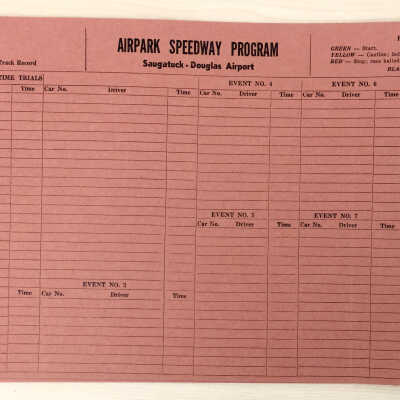 AIRPARK SPEEDWAY PROGRAM
Saugatuck - Douglas Airport
Track Record
GREEN — Start.
YELLOW — Caution;
RED — Stop; race halted
TIME TRIALS
EVENT NO. 4
EVENT NO. 6
Time Car No. Driver Time Car No. Driver Time Car No. Driver Time
EVENT NO. 5
EVENT NO. 7
Car No. Driver Time Car No. Driver Time
EVENT NO. 3
Time Car No. Driver Time